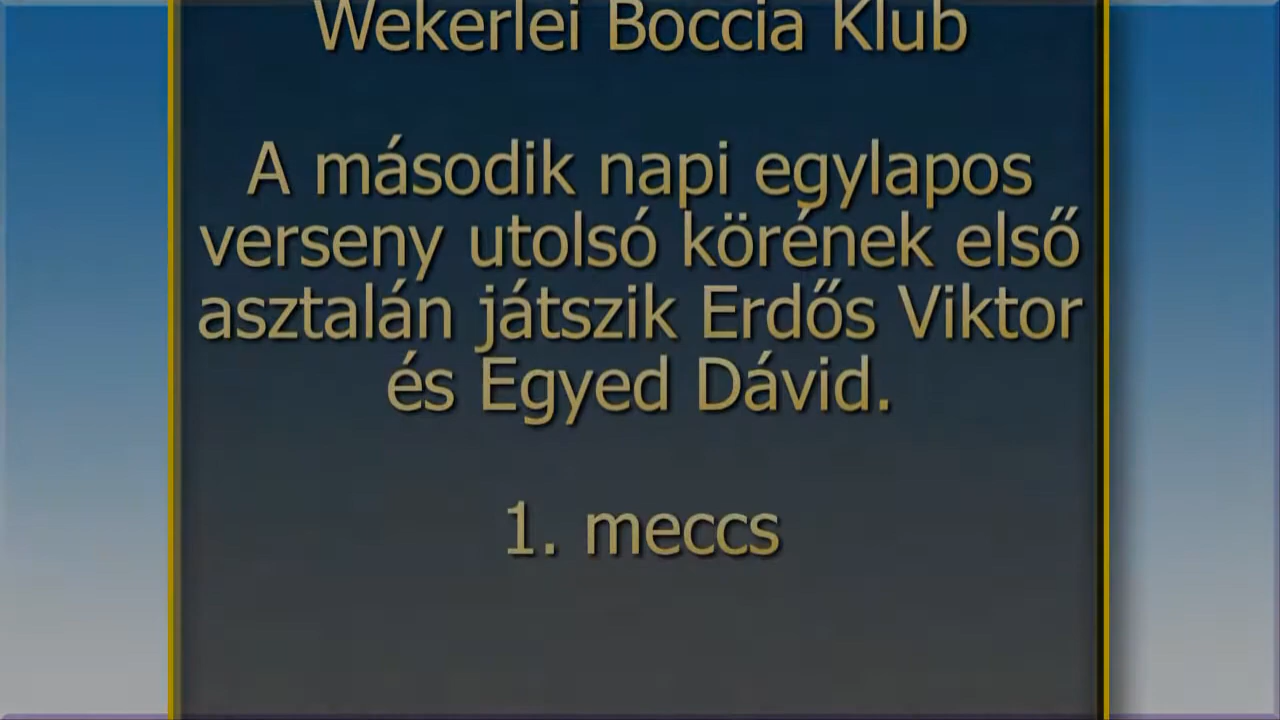 Wekerlei Boccia Klub
A második napi egylapos
verseny utolsó körének első
asztalán játszik Erdős Viktor
és Egyed Dávid.
1. meccs